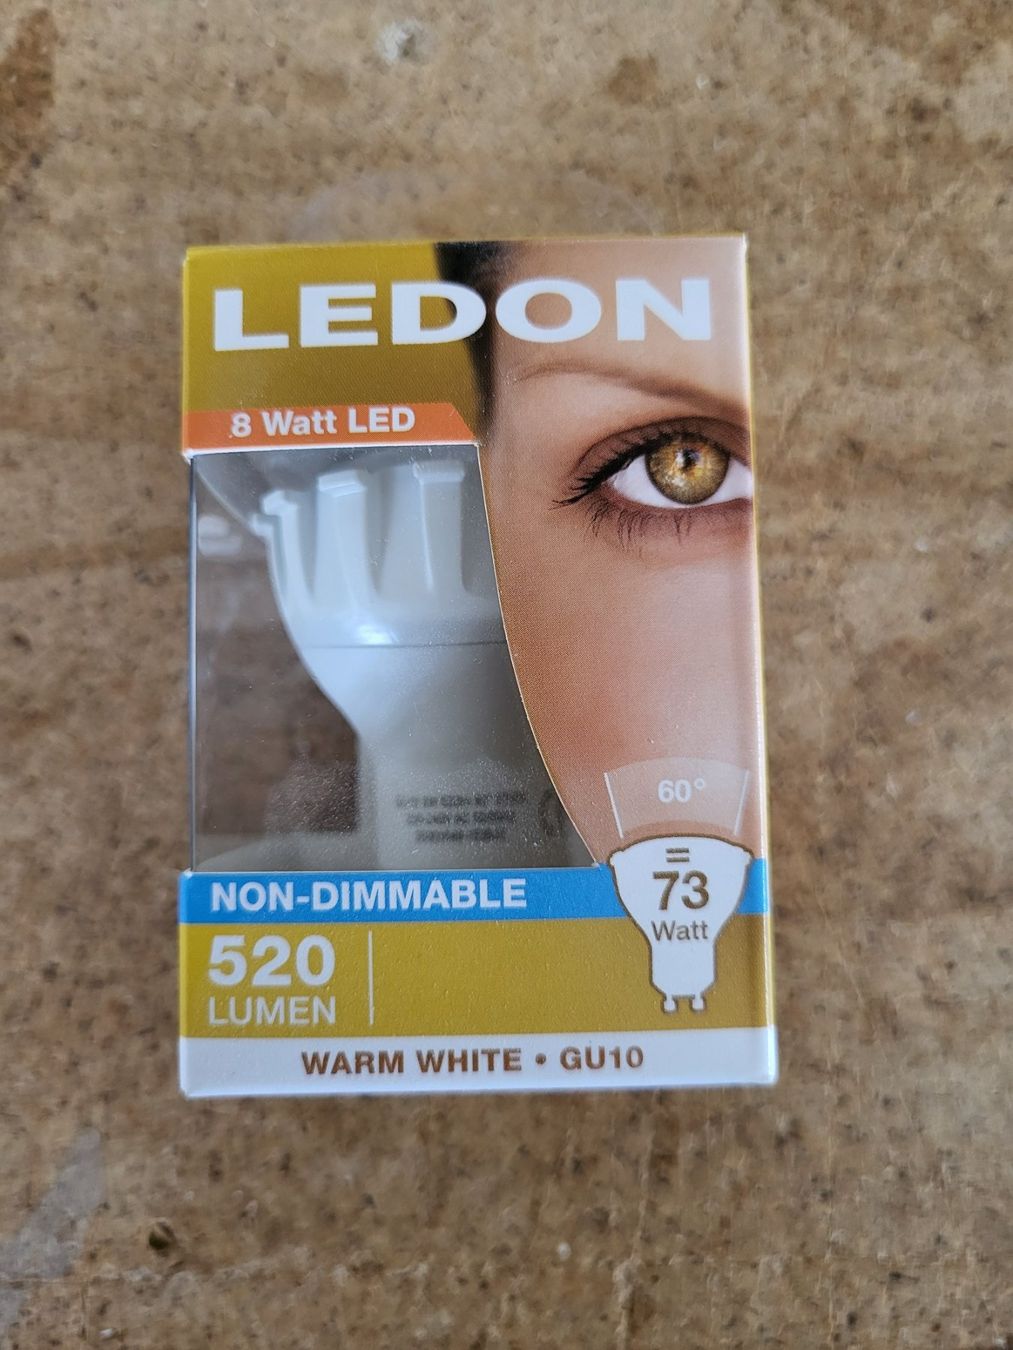 LEDON
8 Watt LED
60°
=
73
Watt
NON-DIMMABLE
520
LUMEN
WARM WHITE • GU10